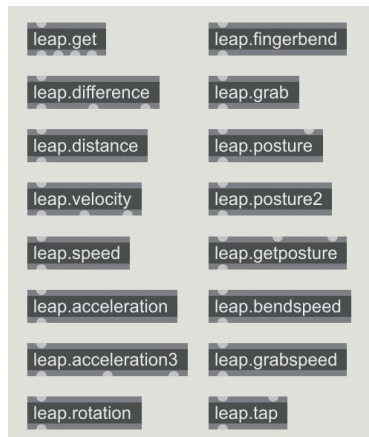 leap.get
leap.difference
leap.distance
leap.velocity
leap.speed
leap.acceleration
leap.acceleration3
leap.rotation
leap.fingerbend
leap.grab
leap.posture
leap.posture2
leap.getposture
leap.bendspeed
leap.grabspeed
leap.tap